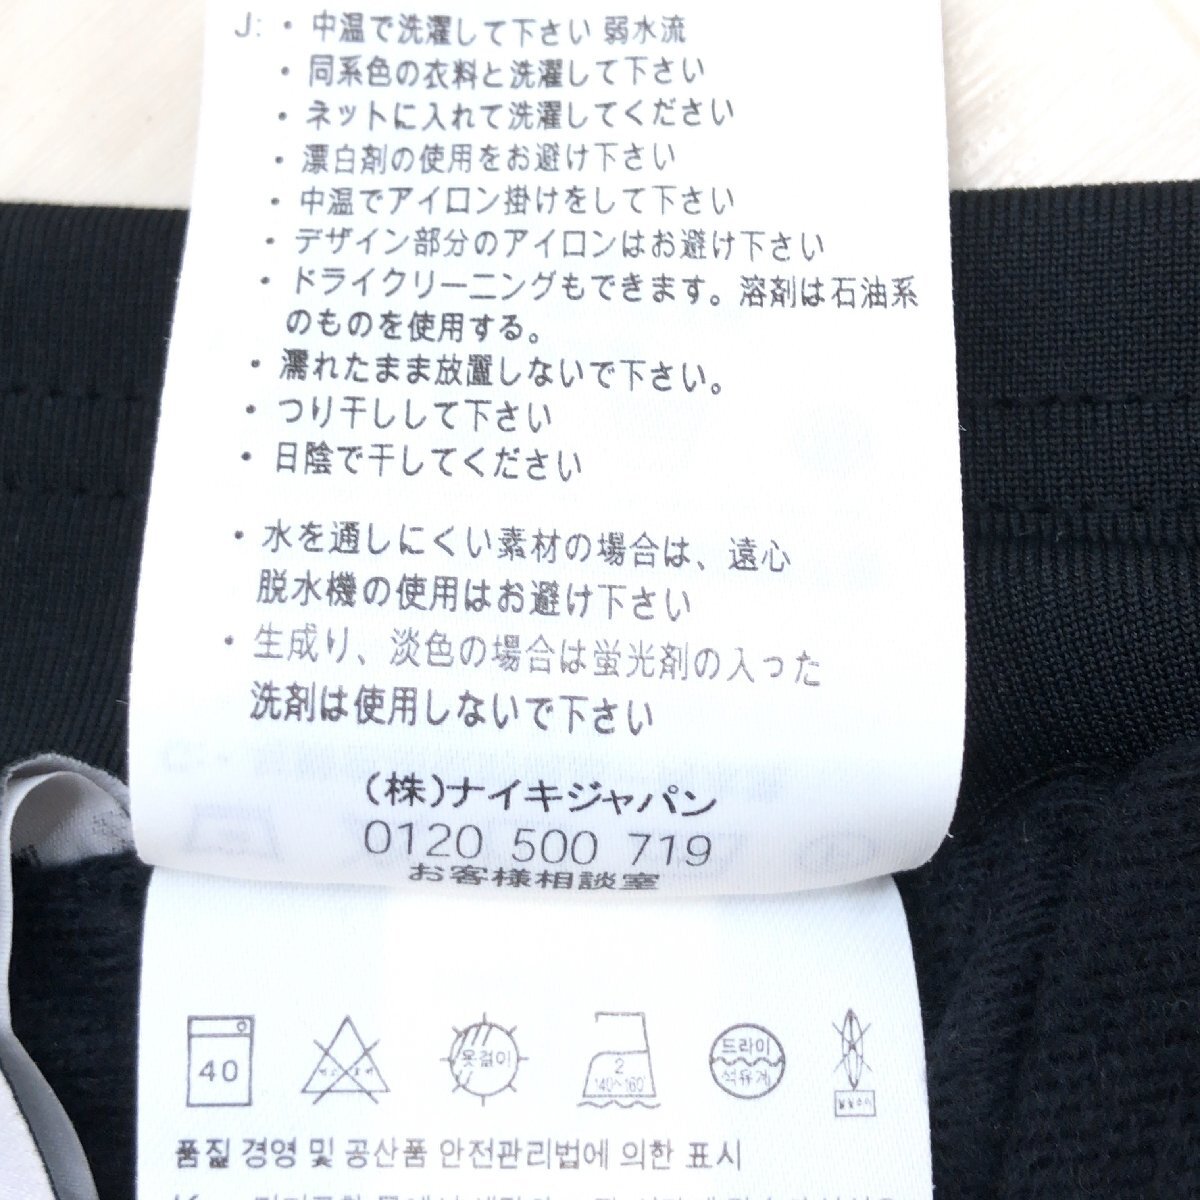 J: ・ 中温で洗濯して下さい 弱水流
・ 同系色の衣料と洗濯して下さい
・ ネットに入れて洗濯してください
・ 漂白剤の使用をお避け下さい
・ 中温でアイロン掛けをして下さい
・ デザイン部分のアイロンはお避け下さい
・ ドライクリーニングもできます。溶剤は石油系
のものを使用する。
・ 濡れたまま放置しないで下さい。
・ つり干しして下さい
・ 日陰で干してください
・ 水を通しにくい素材の場合は、遠心
脱水機の使用はお避け下さい
・ 生成り、淡色の場合は蛍光剤の入った
洗剤は使用しないで下さい
(株)ナイキジャパン
0120 500 719
お客様相談室
40
옷걸이
2
140~160
드라이
석유계
품질 경영 및 공산품 안전관리법에 의한 표시